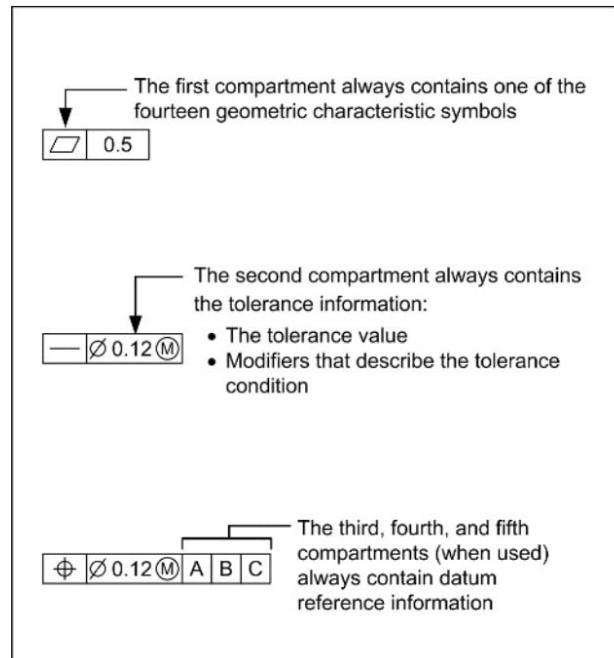 The first compartment always contains one of the
fourteen geometric characteristic symbols
⏥ 0.5
The second compartment always contains
the tolerance information:
⏤ ∅ 0.12 Ⓜ
• The tolerance value
• Modifiers that describe the tolerance
condition
The third, fourth, and fifth
compartments (when used)
⌖ ∅ 0.12 Ⓜ A B C
always contain datum
reference information